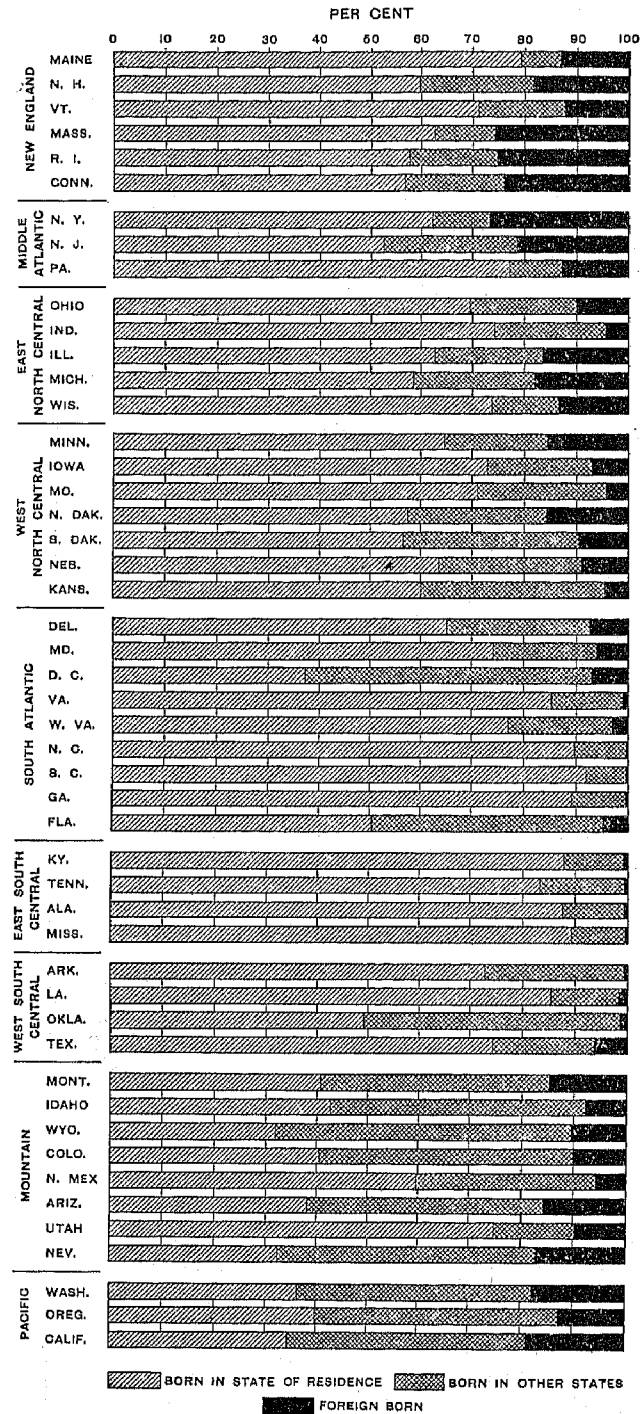 PER CENT
0 10 20 30 40 50 60 70 80 90 100
NEW ENGLAND
MAINE
N. H.
VT.
MASS.
R. I.
CONN.
MIDDLE ATLANTIC
N. Y.
N. J.
PA.
EAST NORTH CENTRAL
OHIO
IND.
ILL.
MICH.
WIS.
WEST NORTH CENTRAL
MINN.
IOWA
MO.
N. DAK.
S. DAK.
NEB.
KANS.
SOUTH ATLANTIC
DEL.
MD.
D. C.
VA.
W. VA.
N. C.
S. C.
GA.
FLA.
EAST SOUTH CENTRAL
KY.
TENN.
ALA.
MISS.
WEST SOUTH CENTRAL
ARK.
LA.
OKLA.
TEX.
MOUNTAIN
MONT.
IDAHO
WYO.
COLO.
N. MEX
ARIZ.
UTAH
NEV.
PACIFIC
WASH.
OREG.
CALIF.
BORN IN STATE OF RESIDENCE BORN IN OTHER STATES
FOREIGN BORN